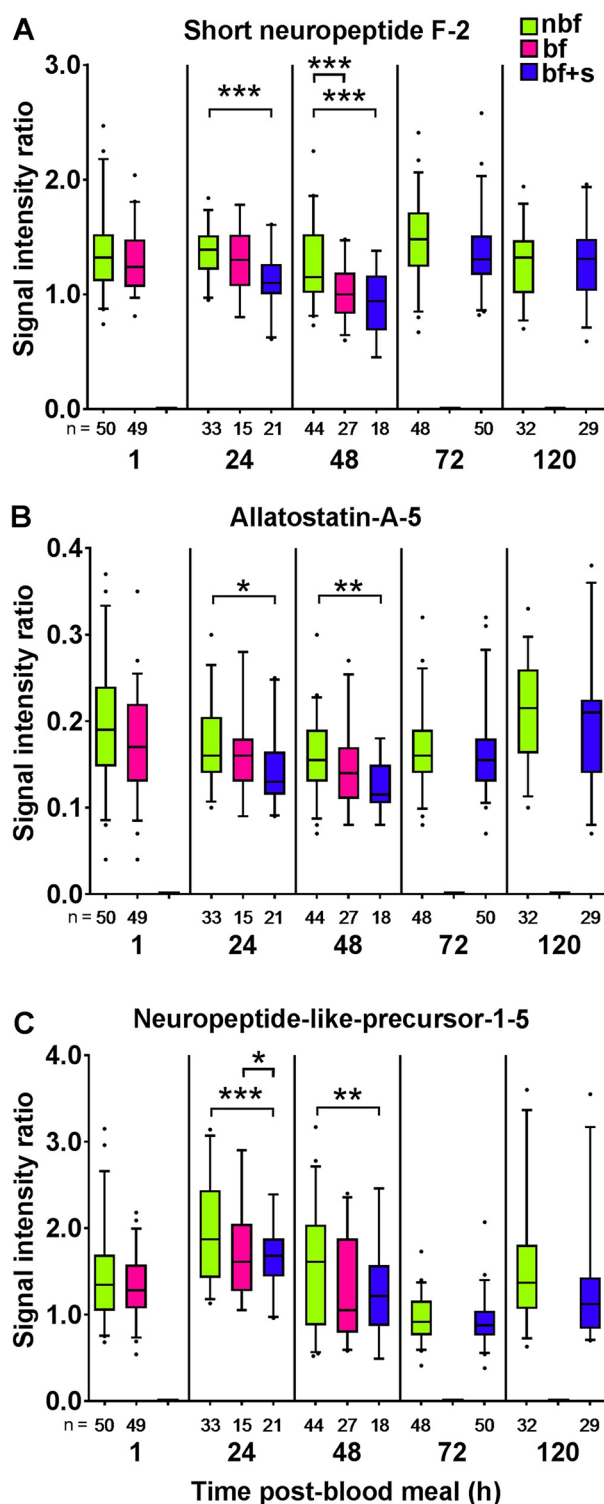 A
Short neuropeptide F-2
nbf
bf
bf+s
Signal intensity ratio
3.0
2.0
1.0
0.0
***
***
***
n = 50 49 33 15 21 44 27 18 48 50 32 29
1 24 48 72 120
B
Allatostatin-A-5
Signal intensity ratio
0.4
0.3
0.2
0.1
0.0
*
**
n = 50 49 33 15 21 44 27 18 48 50 32 29
1 24 48 72 120
C
Neuropeptide-like-precursor-1-5
Signal intensity ratio
4.0
3.0
2.0
1.0
0.0
*
***
**
n = 50 49 33 15 21 44 27 18 48 50 32 29
1 24 48 72 120
Time post-blood meal (h)